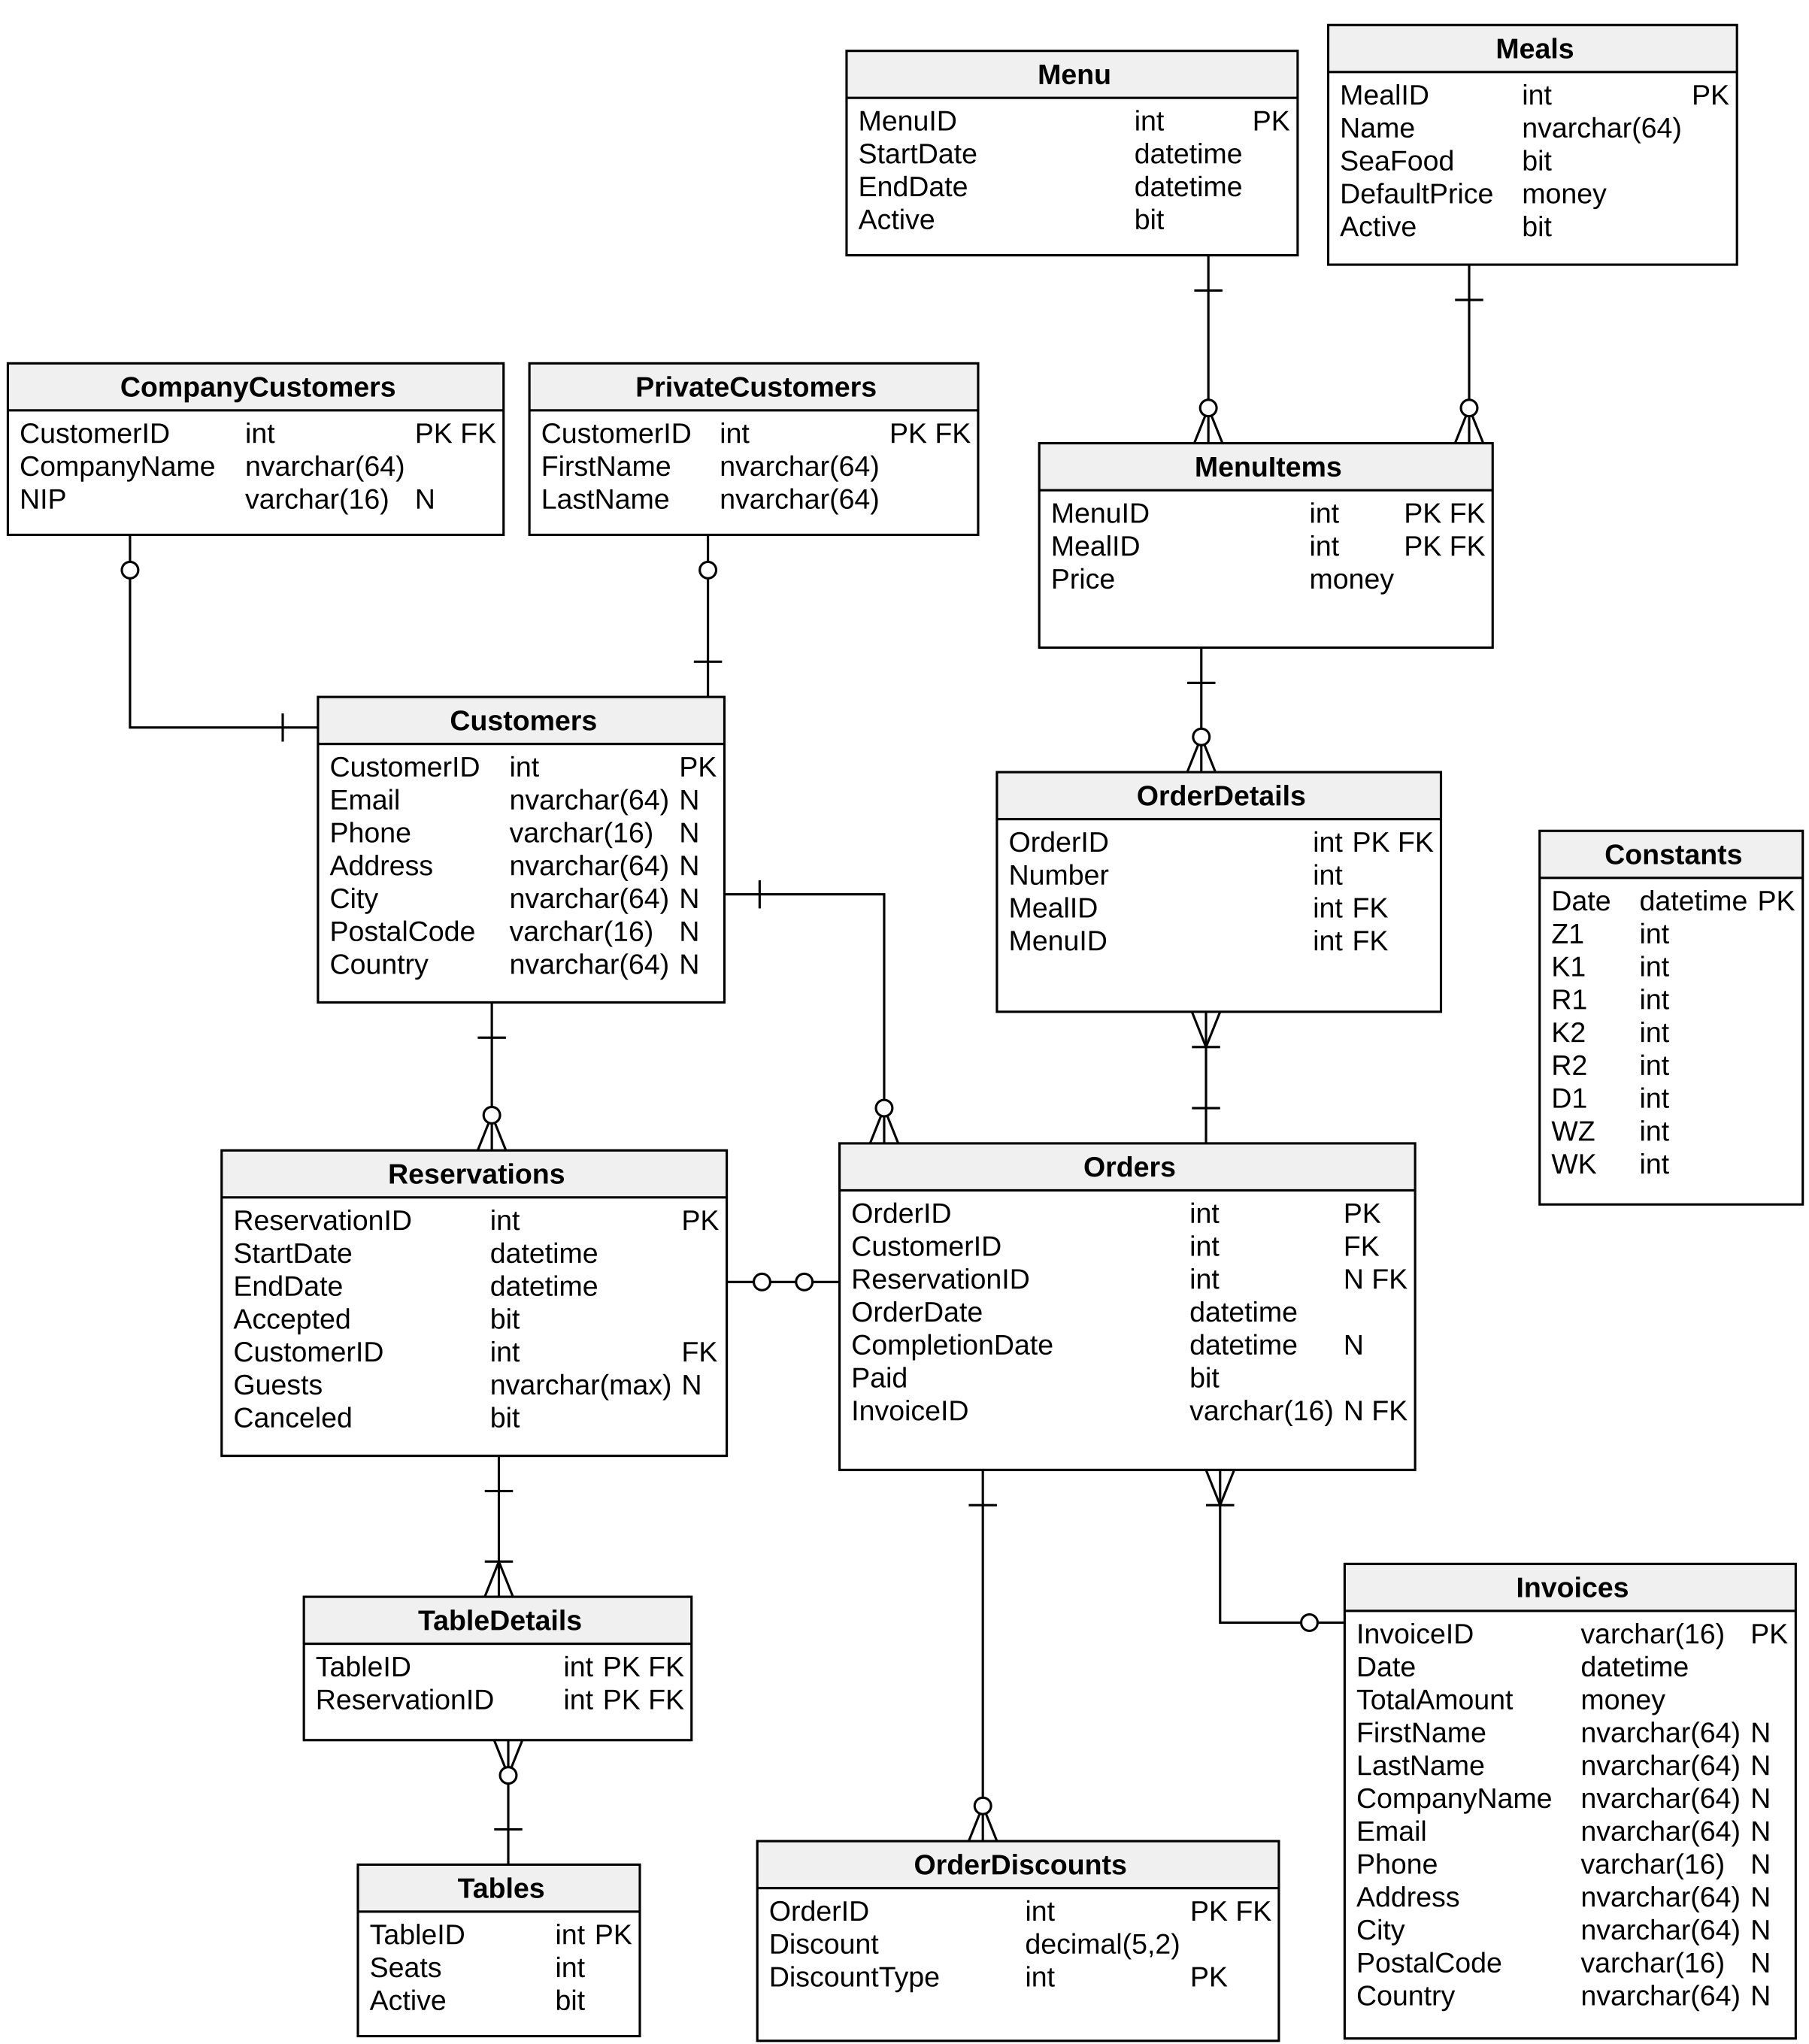 Menu
MenuID int PK
StartDate datetime
EndDate datetime
Active bit
Meals
MealID int PK
Name nvarchar(64)
SeaFood bit
DefaultPrice money
Active bit
CompanyCustomers
CustomerID int PK FK
CompanyName nvarchar(64)
NIP varchar(16) N
PrivateCustomers
CustomerID int PK FK
FirstName nvarchar(64)
LastName nvarchar(64)
MenuItems
MenuID int PK FK
MealID int PK FK
Price money
Customers
CustomerID int PK
Email nvarchar(64) N
Phone varchar(16) N
Address nvarchar(64) N
City nvarchar(64) N
PostalCode varchar(16) N
Country nvarchar(64) N
OrderDetails
OrderID int PK FK
Number int
MealID int FK
MenuID int FK
Constants
Date datetime PK
Z1 int
K1 int
R1 int
K2 int
R2 int
D1 int
WZ int
WK int
Reservations
ReservationID int PK
StartDate datetime
EndDate datetime
Accepted bit
CustomerID int FK
Guests nvarchar(max) N
Canceled bit
Orders
OrderID int PK
CustomerID int FK
ReservationID int N FK
OrderDate datetime
CompletionDate datetime N
Paid bit
InvoiceID varchar(16) N FK
TableDetails
TableID int PK FK
ReservationID int PK FK
Invoices
InvoiceID varchar(16) PK
Date datetime
TotalAmount money
FirstName nvarchar(64) N
LastName nvarchar(64) N
CompanyName nvarchar(64) N
Email nvarchar(64) N
Phone varchar(16) N
Address nvarchar(64) N
City nvarchar(64) N
PostalCode varchar(16) N
Country nvarchar(64) N
Tables
TableID int PK
Seats int
Active bit
OrderDiscounts
OrderID int PK FK
Discount decimal(5,2)
DiscountType int PK